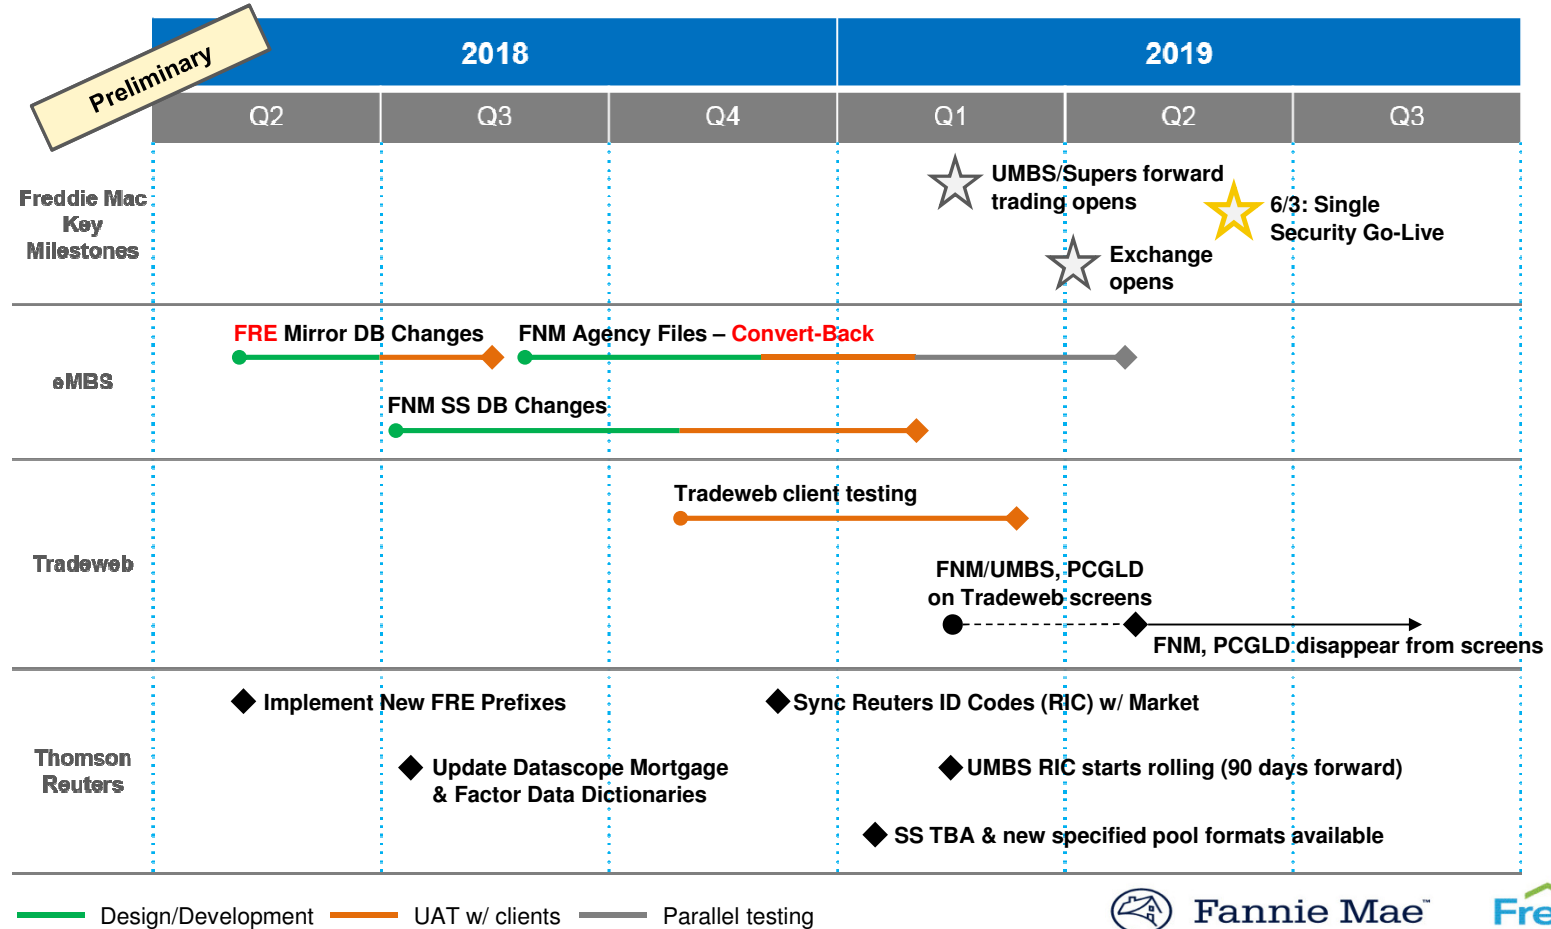 Preliminary
2018
2019
Q2
Q3
Q4
Q1
Q2
Q3
Freddie Mac
Key
Milestones
UMBS/Supers forward
trading opens
6/3: Single
Security Go-Live
Exchange
opens
eMBS
FRE Mirror DB Changes
FNM Agency Files – Convert-Back
FNM SS DB Changes
Tradeweb
Tradeweb client testing
FNM/UMBS, PCGLD
on Tradeweb screens
FNM, PCGLD disappear from screens
Thomson
Reuters
Implement New FRE Prefixes
Sync Reuters ID Codes (RIC) w/ Market
Update Datascope Mortgage
& Factor Data Dictionaries
UMBS RIC starts rolling (90 days forward)
SS TBA & new specified pool formats available
Design/Development
UAT w/ clients
Parallel testing
Fannie Mae™
Fre